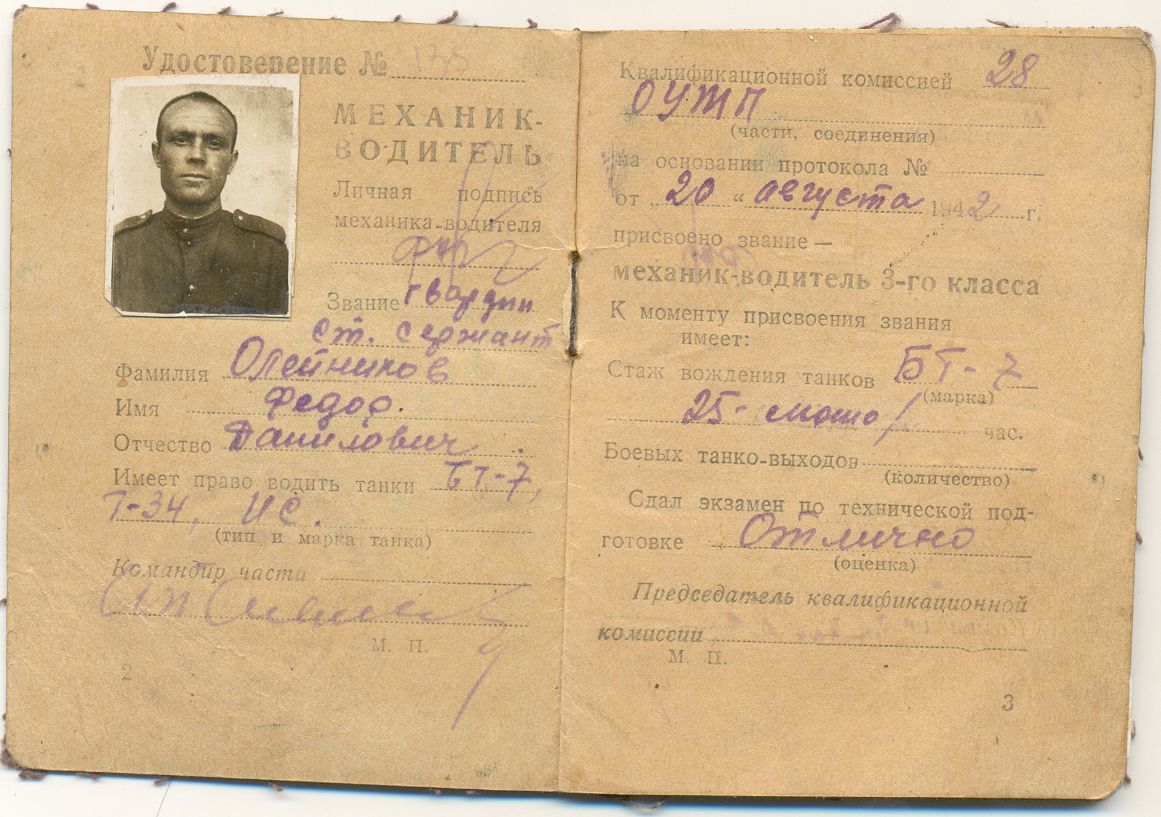 Удостоверение № 135
МЕХАНИК-
ВОДИТЕЛЬ
Личная подпись
механика-водителя
Звание гвардии
ст. сержант
Фамилия Олейников
Имя Федор.
Отчество Данилович.
Имеет право водить танки БТ-7,
Т-34, ИС.
(тип и марка танка)
Командир части
М. П.
2
Квалификационной комиссией 28
ОУТП
(части, соединения)
на основании протокола №
от „20“ августа 1942 г.
присвоено звание —
механик-водитель 3-го класса
К моменту присвоения звания
имеет:
Стаж вождения танков БТ-7
(марка)
25- час.
Боевых танко-выходов
(количество)
Сдал экзамен по технической под-
готовке Отлично
(оценка)
Председатель квалификационной
комиссии
М. П.
3